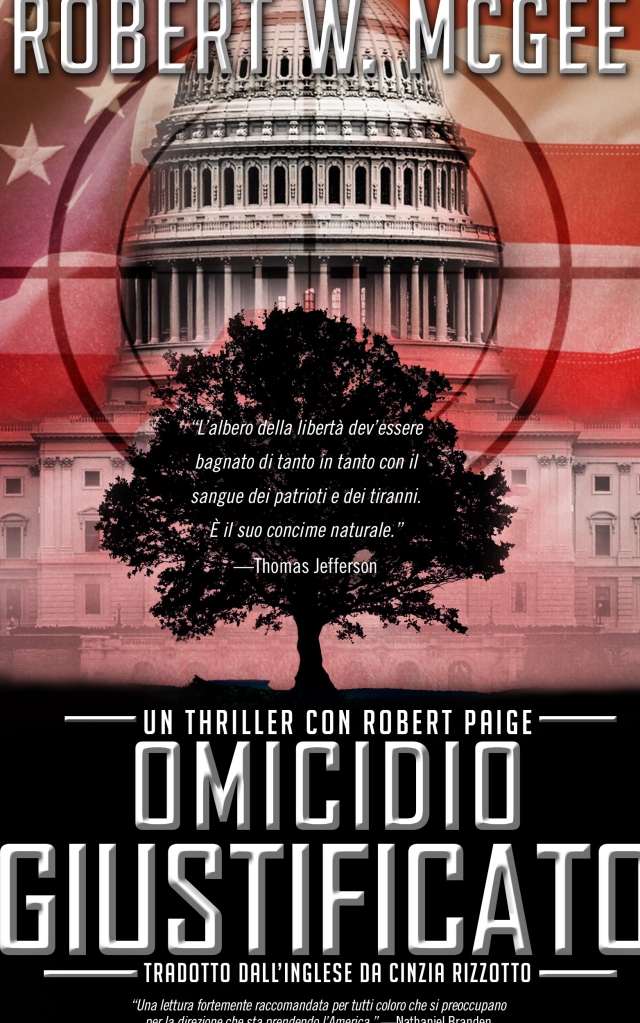 ROBERT W. MCGEE
“L’albero della libertà dev’essere
bagnato di tanto in tanto con il
sangue dei patrioti e dei tiranni.
È il suo concime naturale.”
—Thomas Jefferson
UN THRILLER CON ROBERT PAIGE
OMICIDIO
GIUSTIFICATO
TRADOTTO DALL’INGLESE DA CINZIA RIZZOTTO
“Una lettura fortemente raccomandata per tutti coloro che si preoccupano
per la direzione che sta prendendo l’America.” —Nathaniel Branden